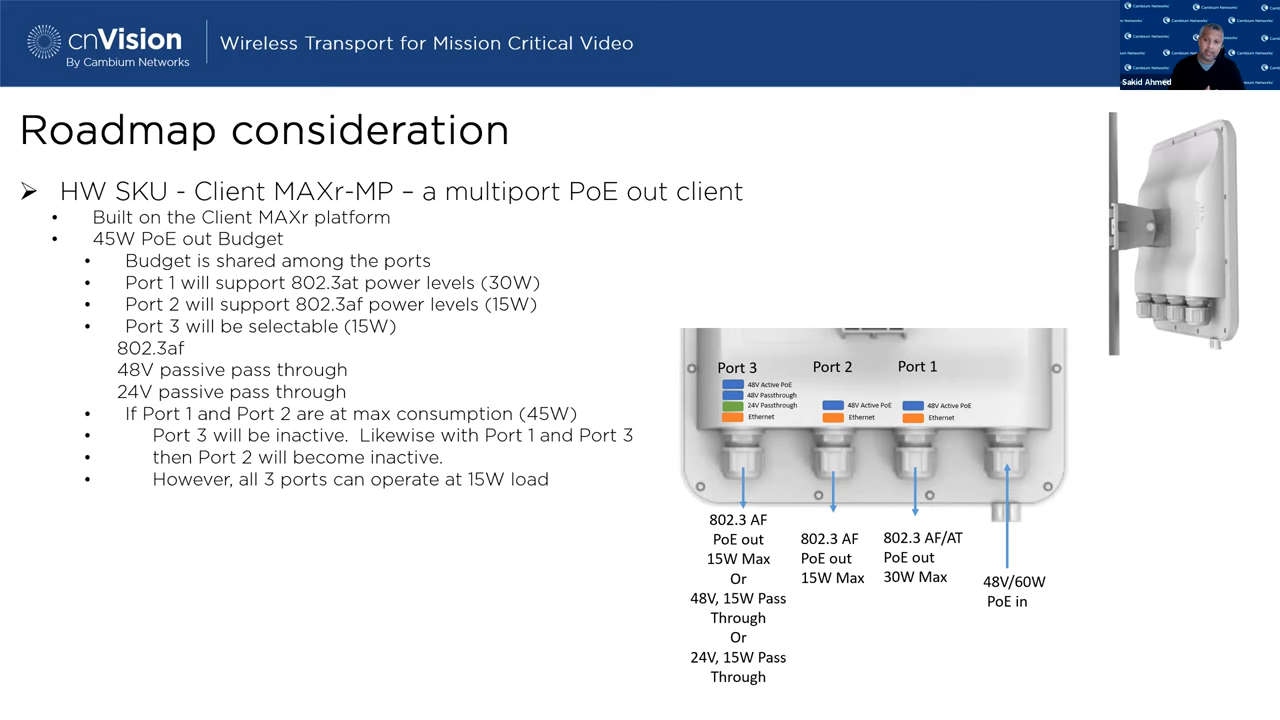 cnVision
By Cambium Networks
Wireless Transport for Mission Critical Video
Cambium Networks
Sakid Ahmed
Roadmap consideration
HW SKU - Client MAXr-MP – a multiport PoE out client
• Built on the Client MAXr platform
• 45W PoE out Budget
• Budget is shared among the ports
• Port 1 will support 802.3at power levels (30W)
• Port 2 will support 802.3af power levels (15W)
• Port 3 will be selectable (15W)
802.3af
48V passive pass through
24V passive pass through
• If Port 1 and Port 2 are at max consumption (45W)
• Port 3 will be inactive. Likewise with Port 1 and Port 3
• then Port 2 will become inactive.
• However, all 3 ports can operate at 15W load
Port 3
48V Active PoE
48V Passthrough
24V Passthrough
Ethernet
Port 2
48V Active PoE
Ethernet
Port 1
48V Active PoE
Ethernet
802.3 AF
PoE out
15W Max
Or
48V, 15W Pass
Through
Or
24V, 15W Pass
Through
802.3 AF
PoE out
15W Max
802.3 AF/AT
PoE out
30W Max
48V/60W
PoE in